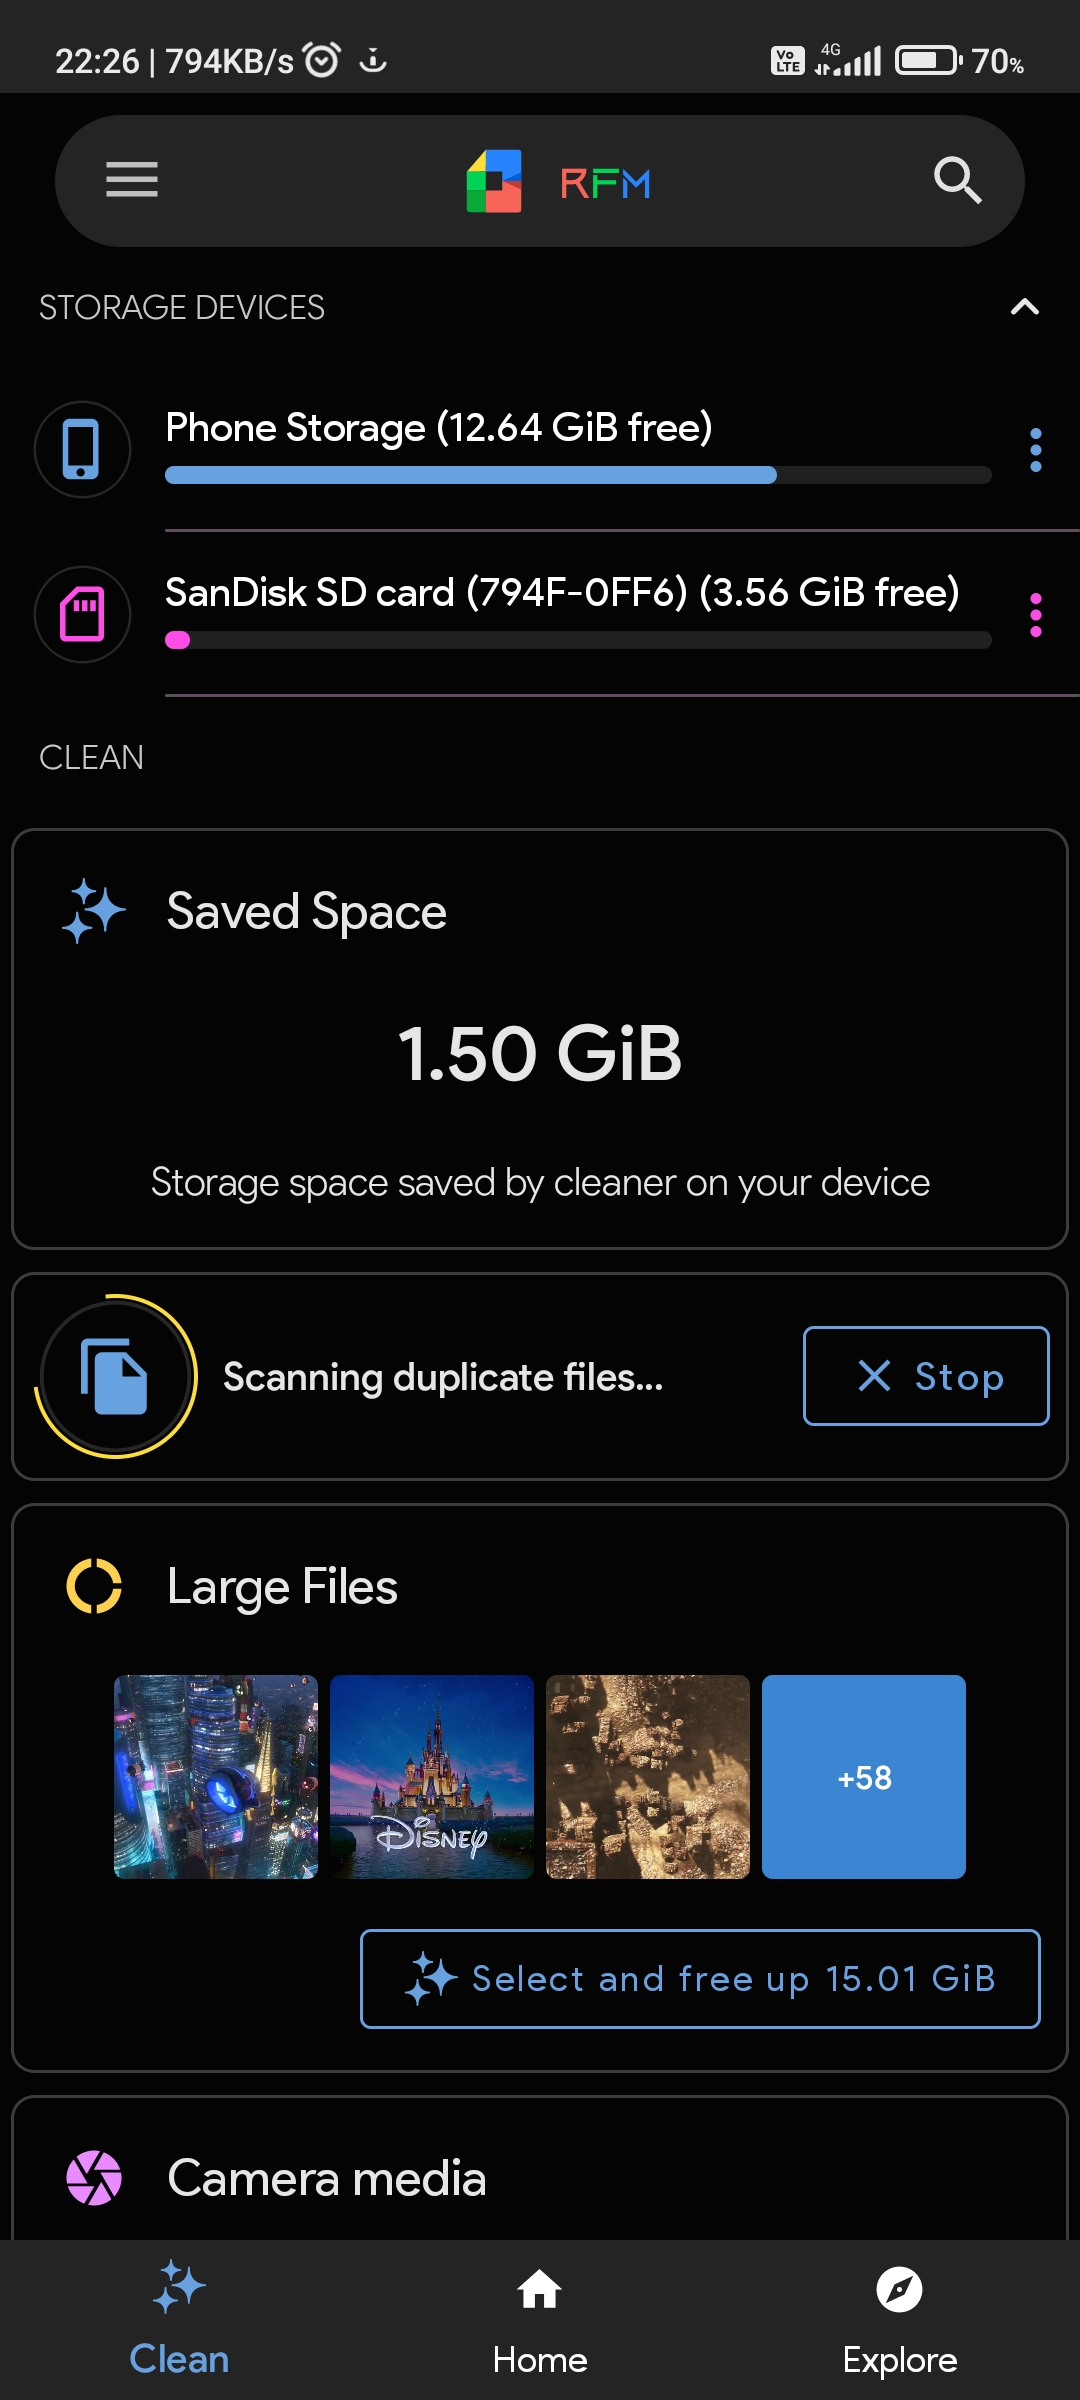 22:26 | 794KB/s
Vo LTE 4G 70%
RFM
STORAGE DEVICES
Phone Storage (12.64 GiB free)
SanDisk SD card (794F-0FF6) (3.56 GiB free)
CLEAN
Saved Space
1.50 GiB
Storage space saved by cleaner on your device
Scanning duplicate files...
Stop
Large Files
Disney
+58
Select and free up 15.01 GiB
Camera media
Clean
Home
Explore